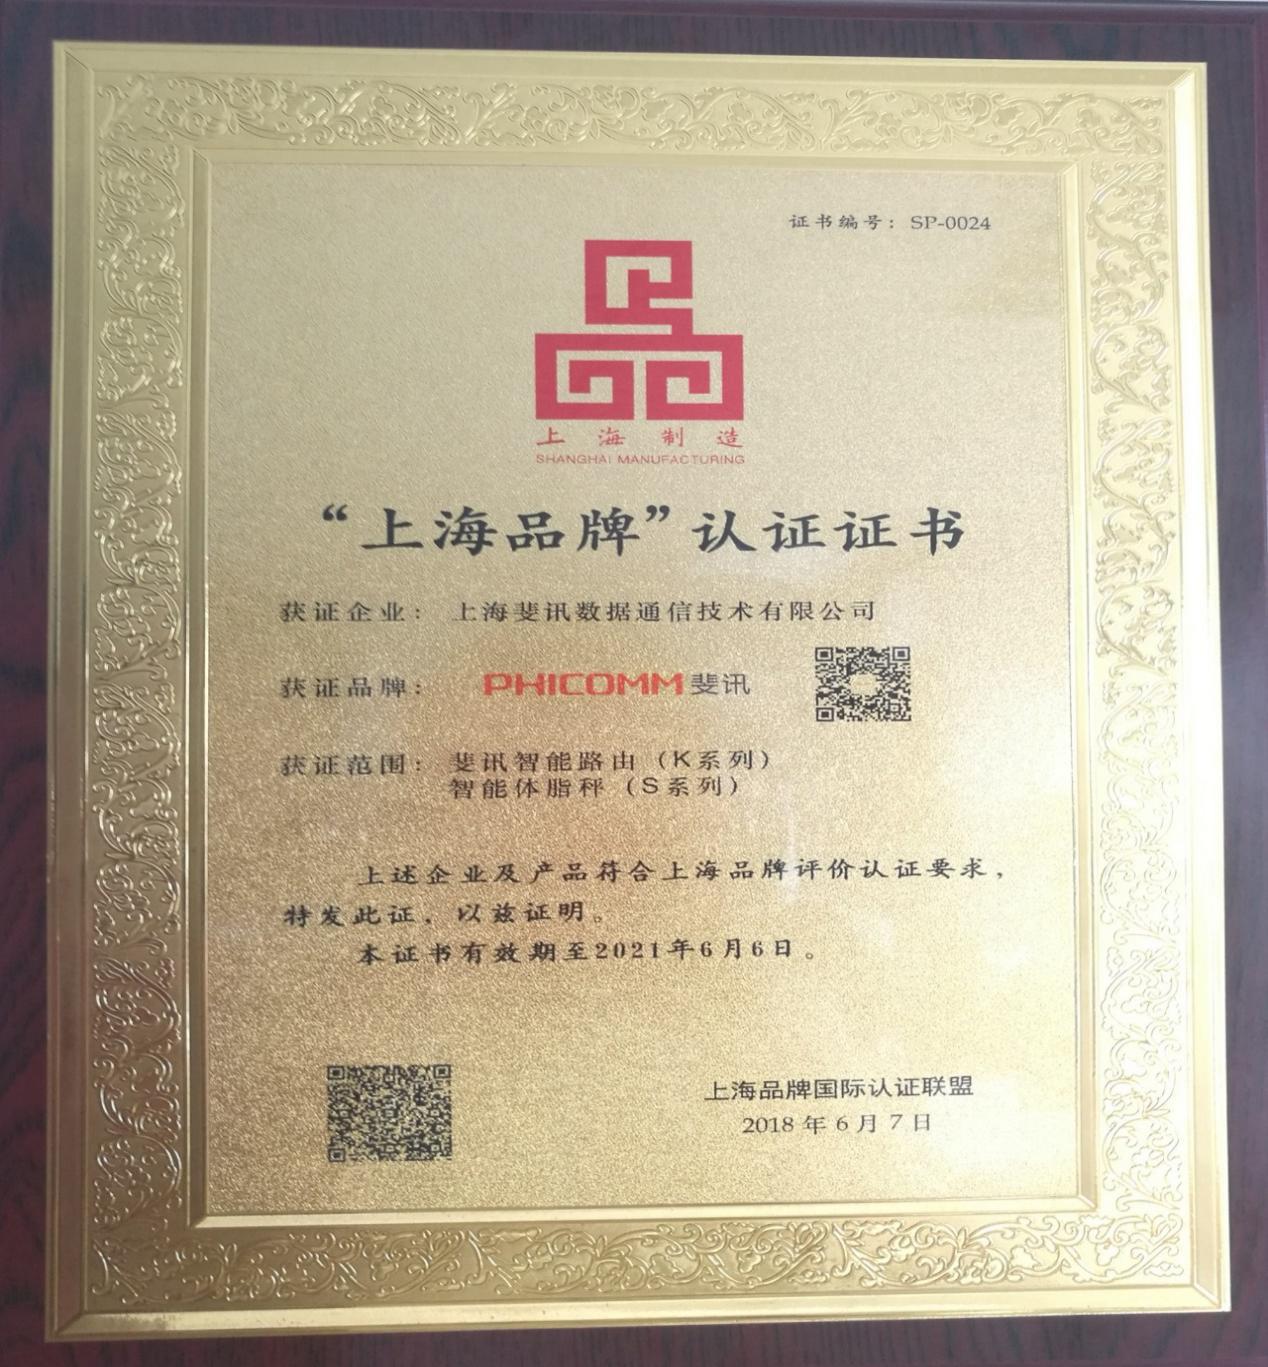 证书编号：SP-0024
上海制造
SHANGHAI MANUFACTURING
“上海品牌”认证证书
获证企业：上海斐讯数据通信技术有限公司
获证品牌：PHICOMM斐讯
获证范围：斐讯智能路由（K系列）
智能体脂秤（S系列）
上述企业及产品符合上海品牌评价认证要求，
特发此证，以兹证明。
本证书有效期至2021年6月6日。
上海品牌国际认证联盟
2018年6月7日